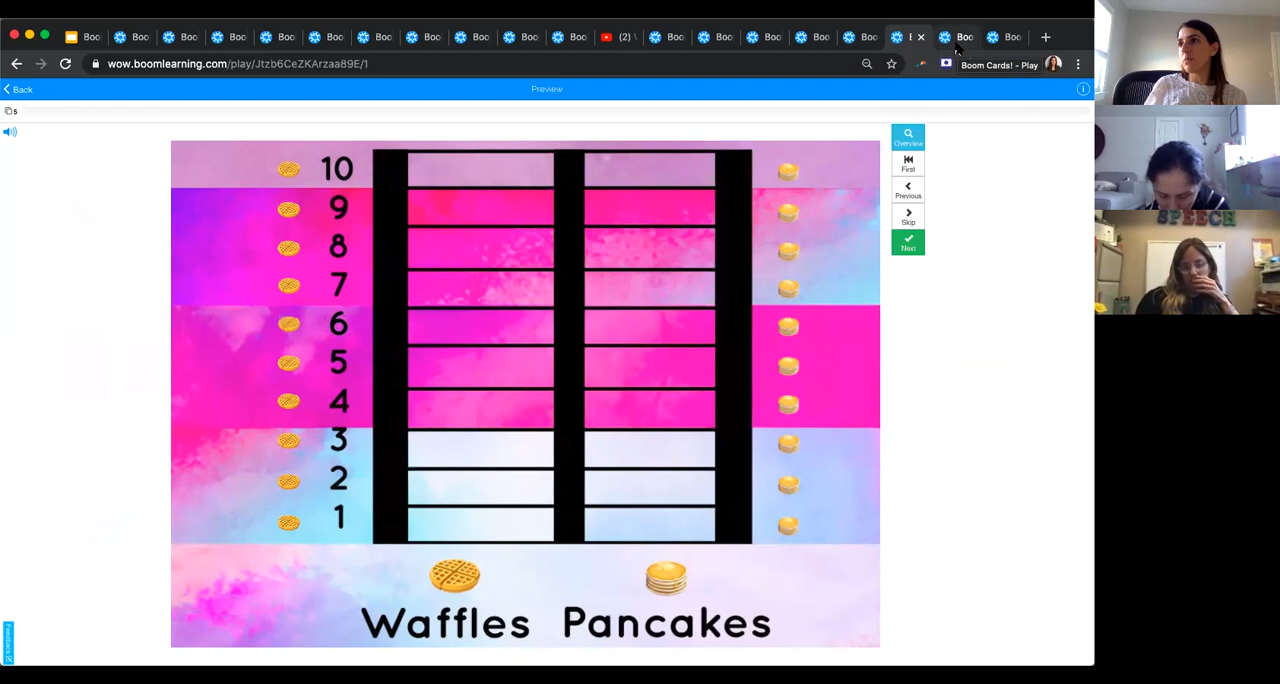 Boo Boo Boo Boo Boo Boo Boo Boo Boo Boo Boo (2) Boo Boo Boo Boo Boo Boo Boo
wow.boomlearning.com/play/Jtzb6CeZKArzaa89E/1
Boom Cards! - Play
Back
Preview
5
Overview
First
Previous
Skip
Next
10
9
8
7
6
5
4
3
2
1
Waffles Pancakes
Feedback
SPEECH